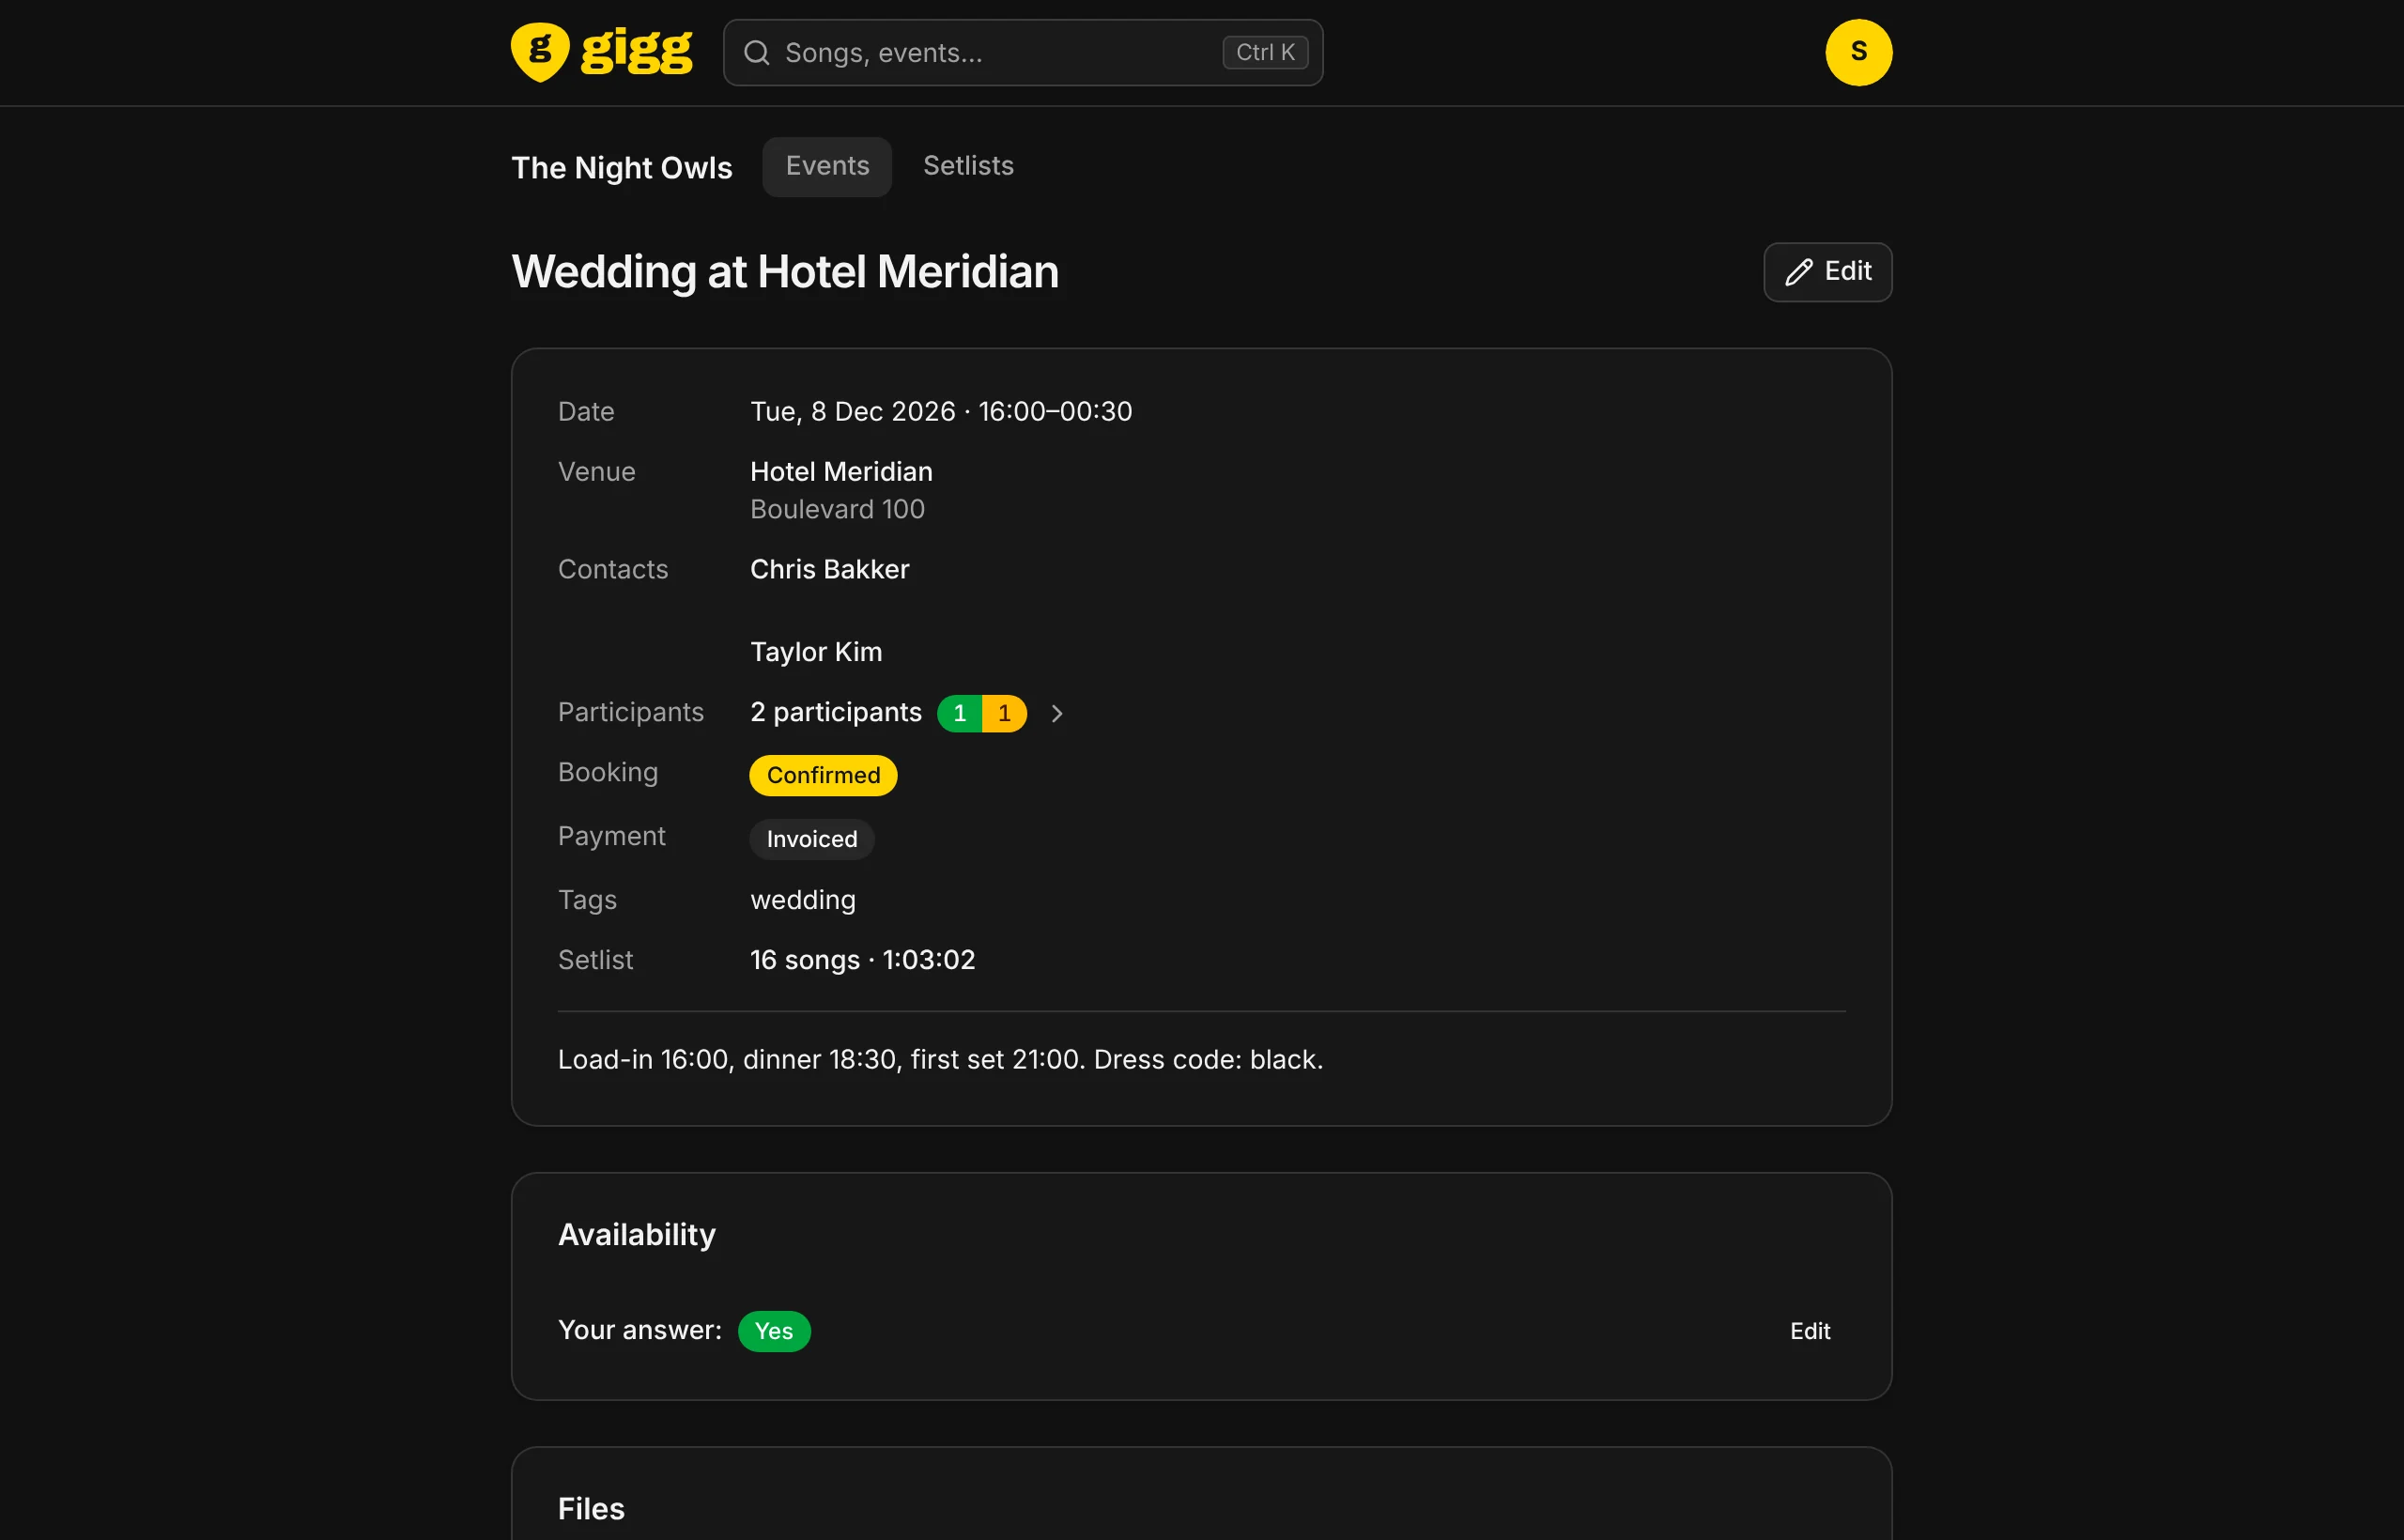 g gigg
Songs, events...
Ctrl K
S
The Night Owls
Events
Setlists
Wedding at Hotel Meridian
Edit
Date
Tue, 8 Dec 2026 · 16:00–00:30
Venue
Hotel Meridian
Boulevard 100
Contacts
Chris Bakker
Taylor Kim
Participants
2 participants
1
1
Booking
Confirmed
Payment
Invoiced
Tags
wedding
Setlist
16 songs · 1:03:02
Load-in 16:00, dinner 18:30, first set 21:00. Dress code: black.
Availability
Your answer:
Yes
Edit
Files